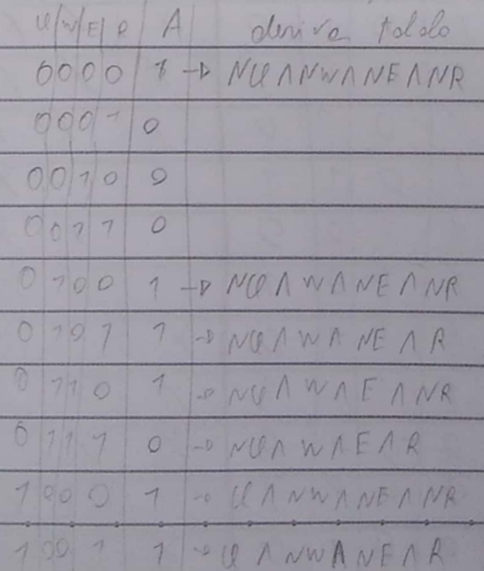 U W E R A deriva toldo
0 0 0 0 1 → NU ∧ NW ∧ NE ∧ NR
0 0 0 1 0
0 0 1 0 0
0 0 1 1 0
0 1 0 0 1 → NU ∧ W ∧ NE ∧ NR
0 1 0 1 1 → NU ∧ W ∧ NE ∧ R
0 1 1 0 1 → NU ∧ W ∧ E ∧ NR
0 1 1 1 0 → NU ∧ W ∧ E ∧ R
1 0 0 0 1 → U ∧ NW ∧ NE ∧ NR
1 0 0 1 1 → U ∧ NW ∧ NE ∧ R